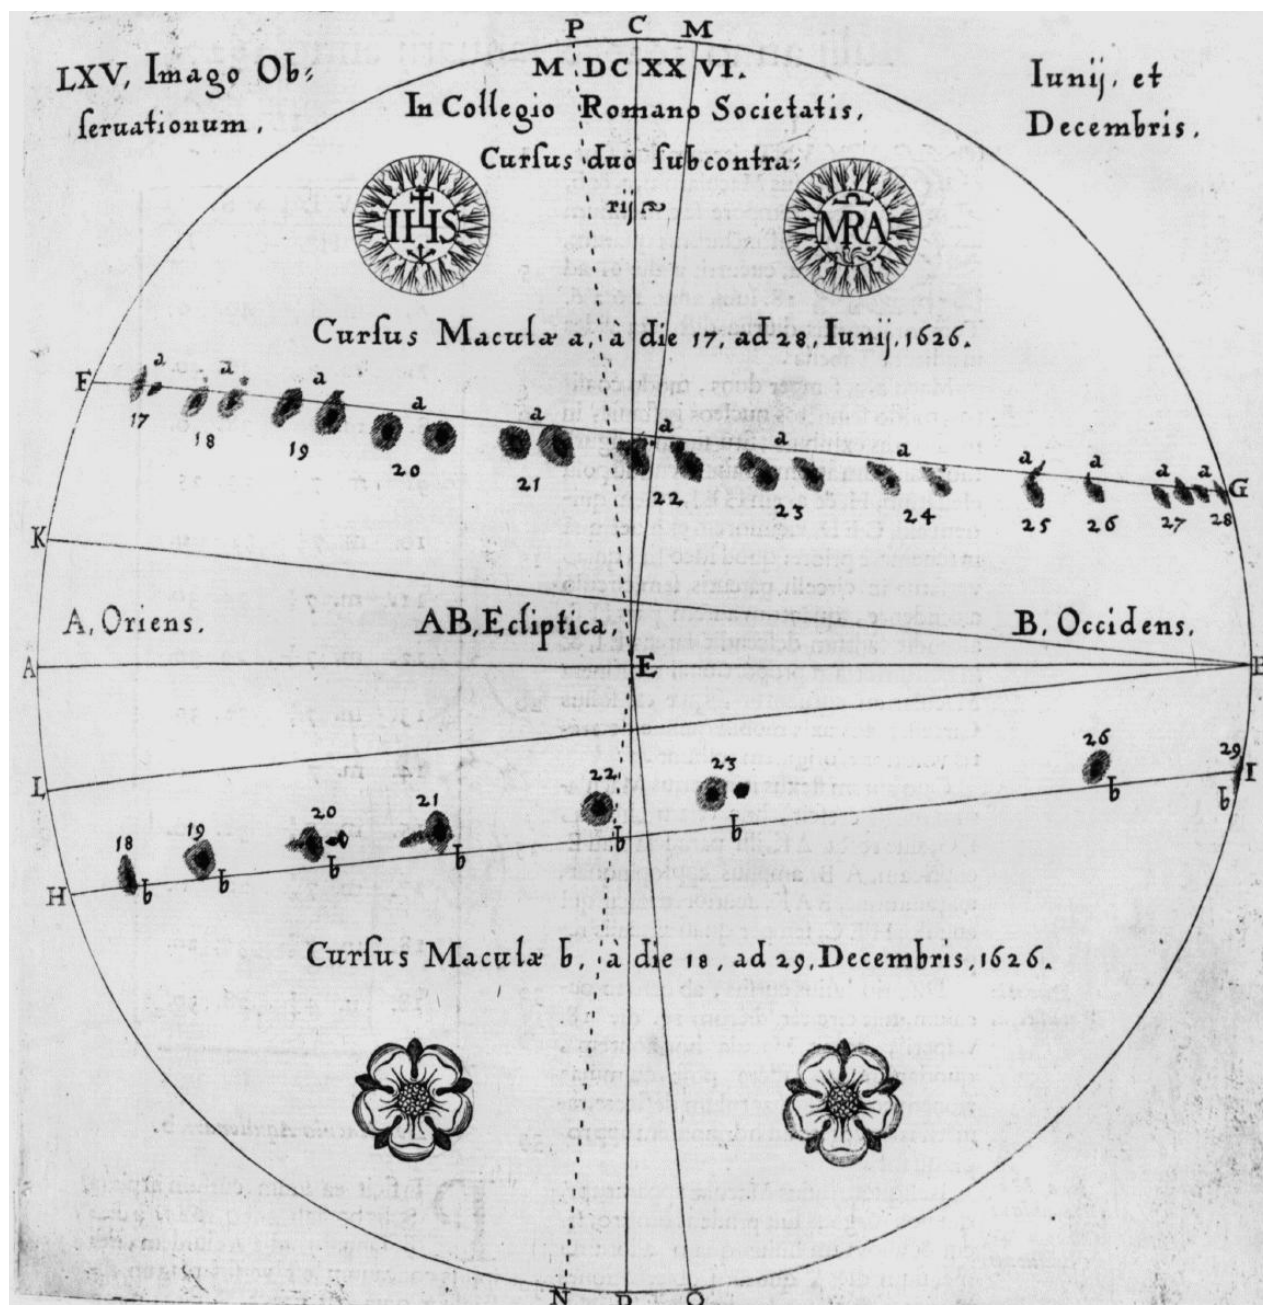 P C M
LXV, Imago Ob⸗
ſeruationum.
M DC XX VI.
In Collegio Romano Societatis,
Curſus duo ſubcontra⸗
rij
Iunij, et
Decembris.
IHS
MRA
Curſus Maculæ a, à die 17, ad 28, Iunij, 1626.
F a a a a a a a a a a a a G
17 18 19 20 21 22 23 24 25 26 27 28
K
A, Oriens. AB, Ecliptica, B, Occidens.
A E B
L
18 19 20 21 22 23 26 29 I
H b b b b b b b b
Curſus Maculæ b, à die 18, ad 29, Decembris, 1626.
N D O